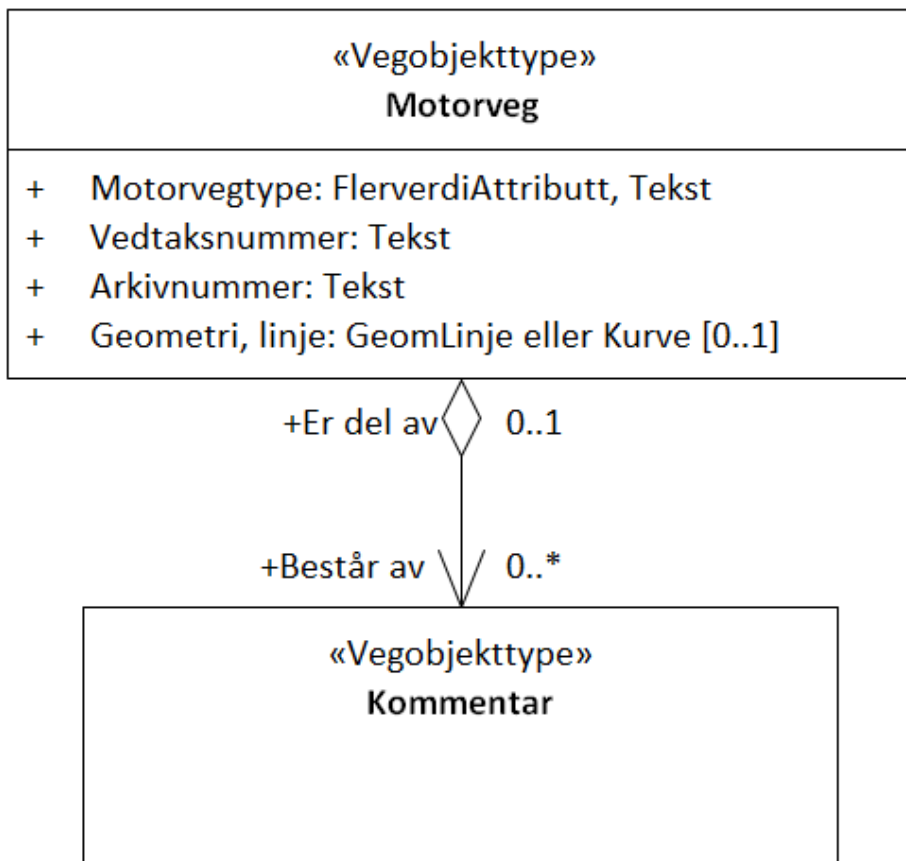 «Vegobjekttype»
Motorveg
+ Motorvegtype: FlerverdiAttributt, Tekst
+ Vedtaksnummer: Tekst
+ Arkivnummer: Tekst
+ Geometri, linje: GeomLinje eller Kurve [0..1]
+Er del av 0..1
+Består av 0..*
«Vegobjekttype»
Kommentar